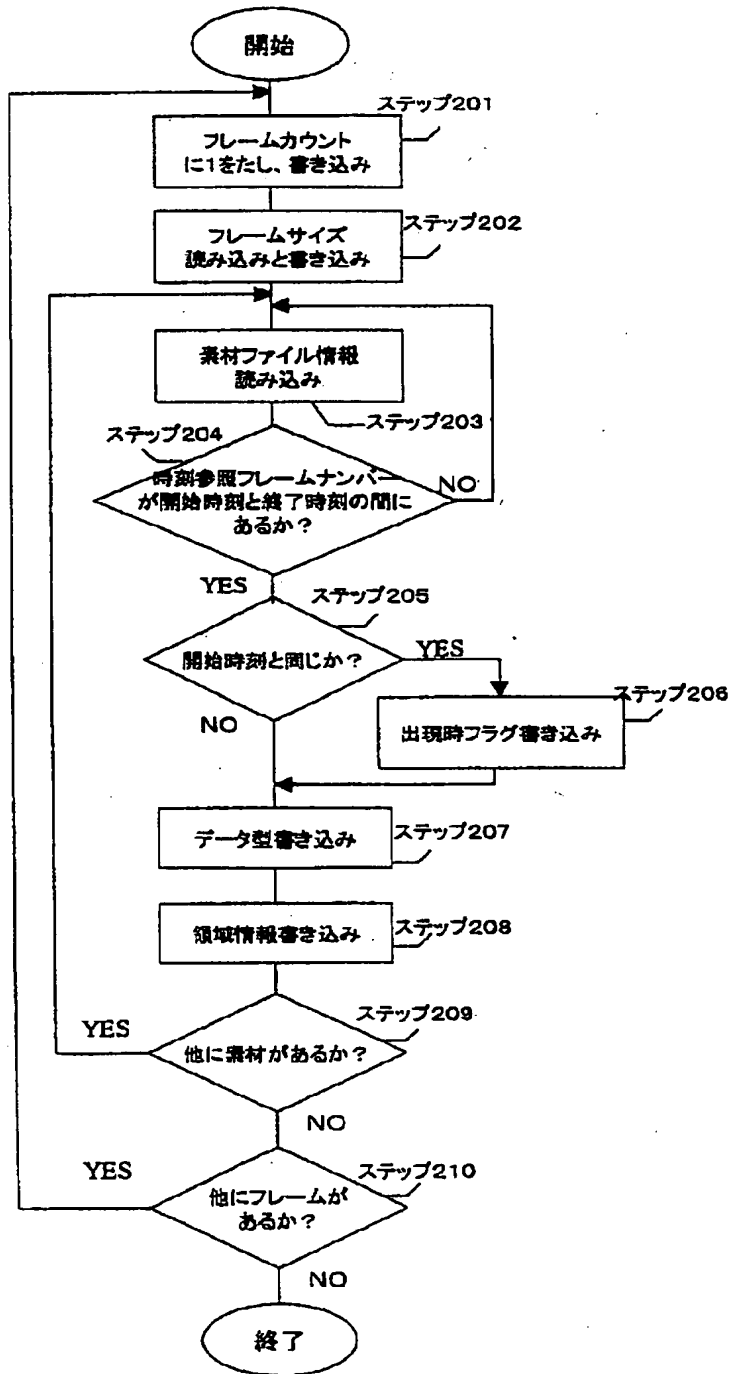 開始
ステップ201
フレームカウント
に1をたし、書き込み
ステップ202
フレームサイズ
読み込みと書き込み
素材ファイル情報
読み込み
ステップ203
ステップ204
時刻参照フレームナンバー
が開始時刻と終了時刻の間に
あるか？
NO
YES
ステップ205
開始時刻と同じか？
YES
ステップ206
NO
出現時フラグ書き込み
データ型書き込み
ステップ207
領域情報書き込み
ステップ208
ステップ209
YES
他に素材があるか？
NO
ステップ210
YES
他にフレームが
あるか？
NO
終了